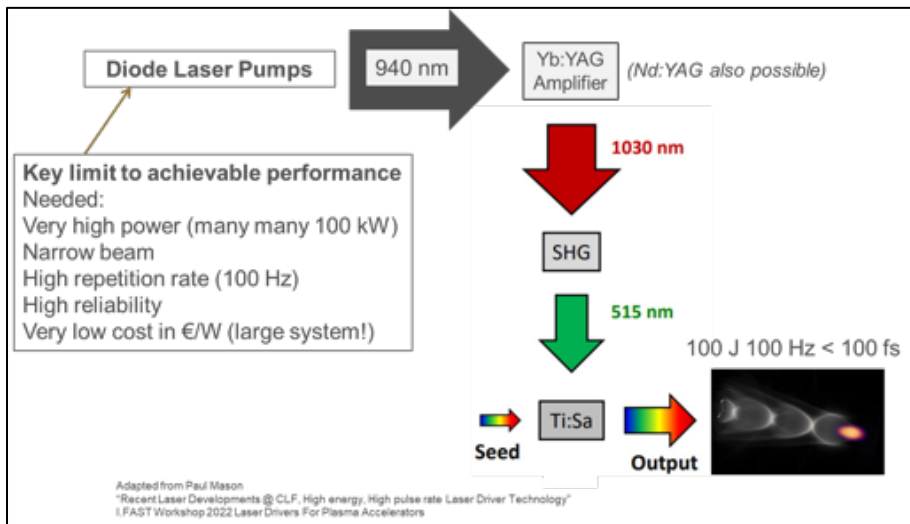 Diode Laser Pumps
940 nm
Yb:YAG
Amplifier
(Nd:YAG also possible)
1030 nm
Key limit to achievable performance
Needed:
Very high power (many many 100 kW)
Narrow beam
High repetition rate (100 Hz)
High reliability
Very low cost in €/W (large system!)
SHG
515 nm
100 J 100 Hz < 100 fs
Seed
Ti:Sa
Output
Adapted from Paul Mason
"Recent Laser Developments @ CLF, High energy, High pulse rate Laser Driver Technology"
I.FAST Workshop 2022 Laser Drivers For Plasma Accelerators